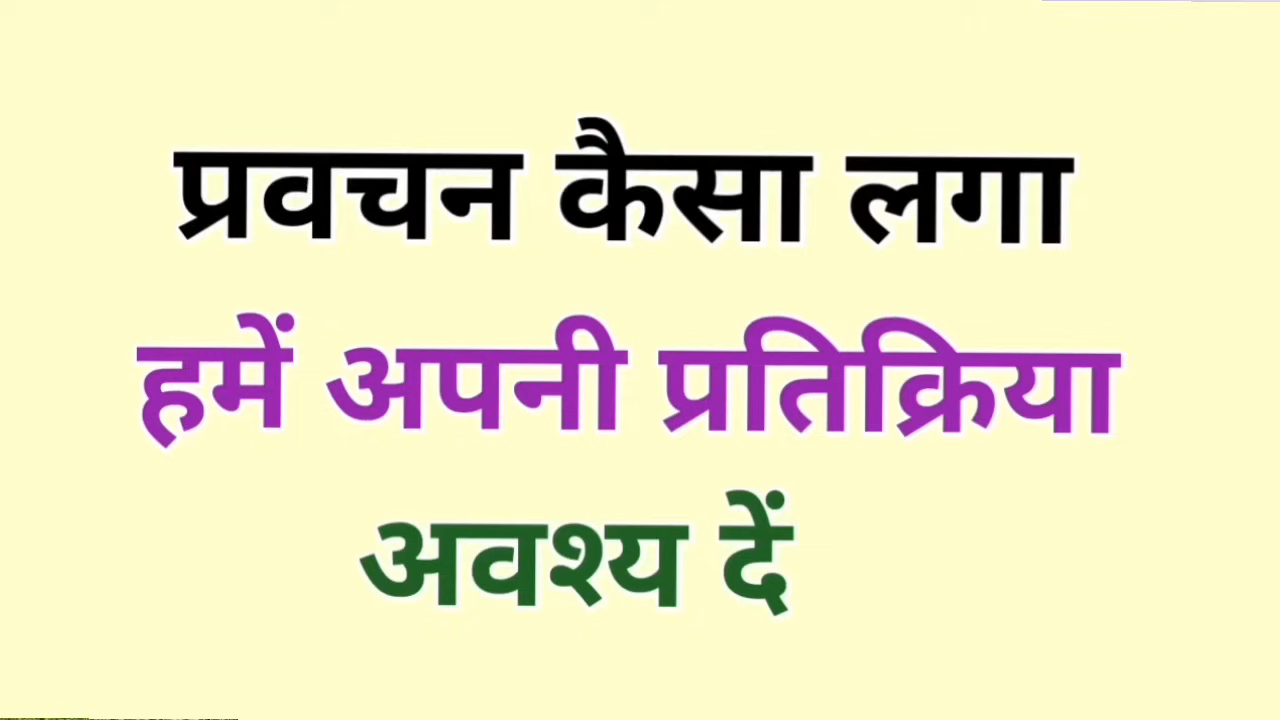 प्रवचन कैसा लगा
हमें अपनी प्रतिक्रिया
अवश्य दें